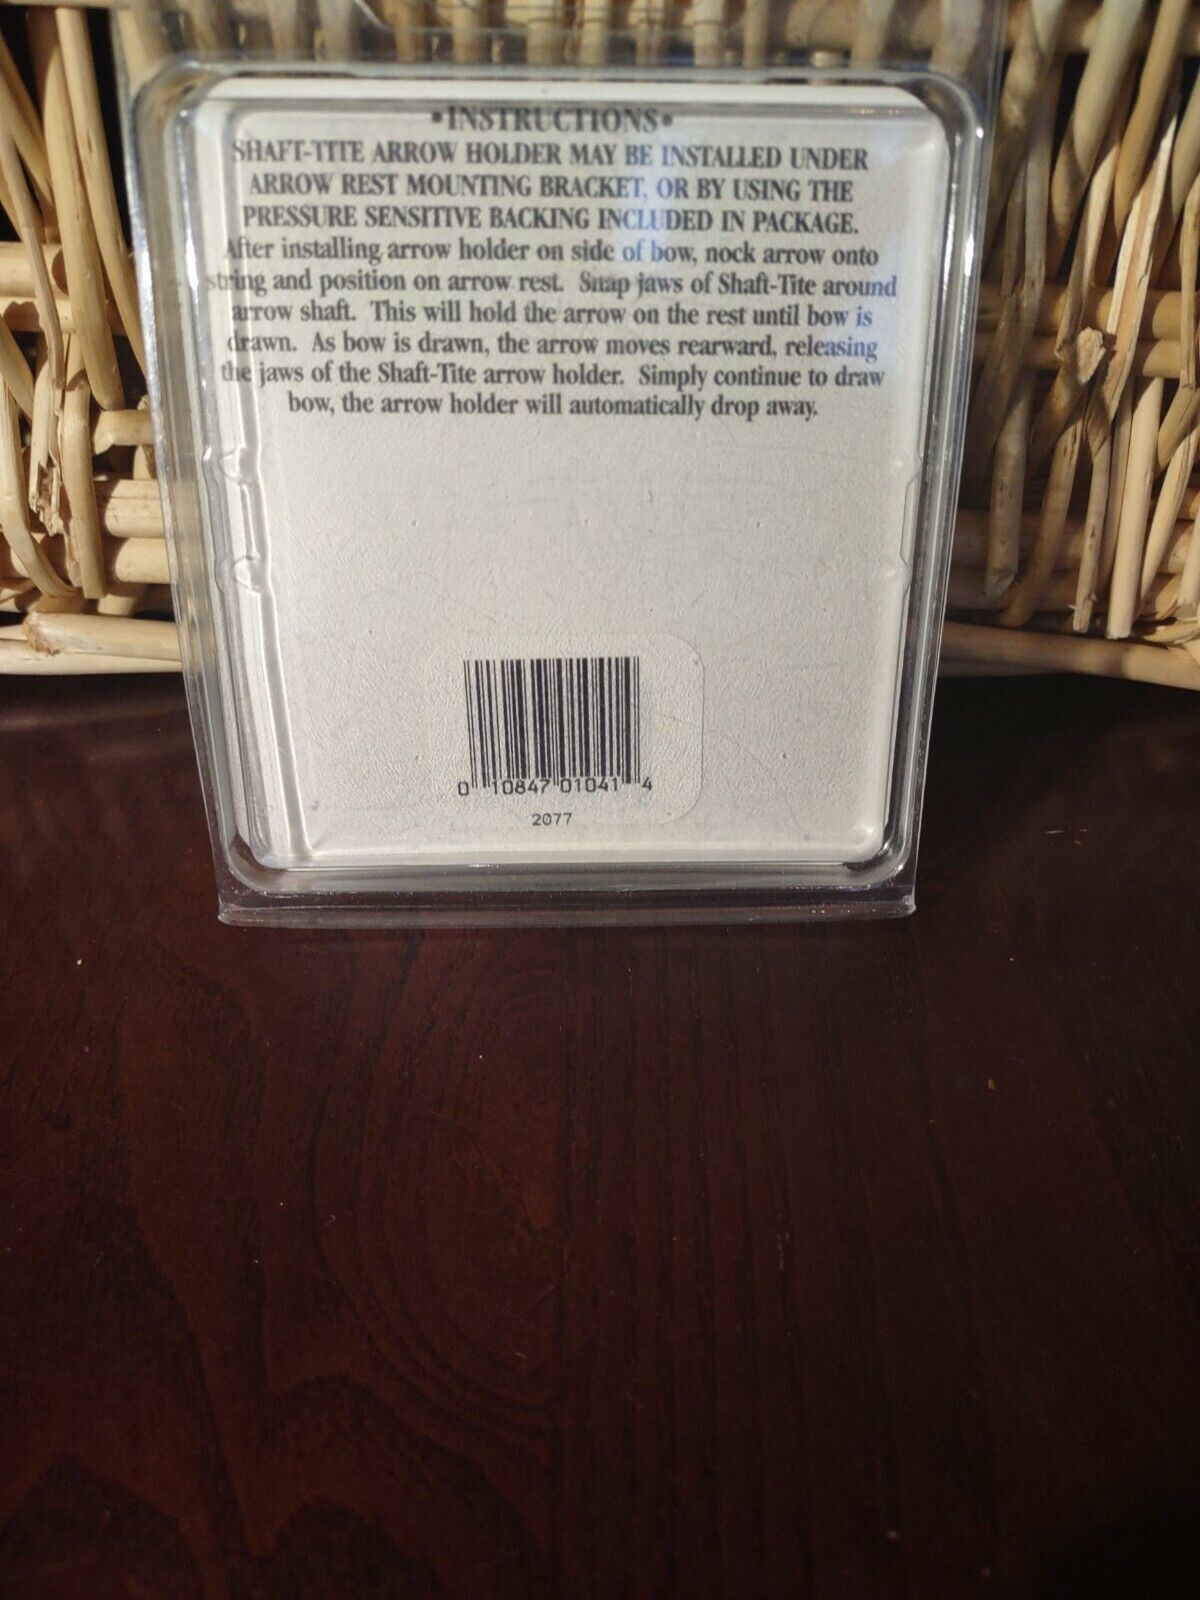 •INSTRUCTIONS•
SHAFT-TITE ARROW HOLDER MAY BE INSTALLED UNDER
ARROW REST MOUNTING BRACKET, OR BY USING THE
PRESSURE SENSITIVE BACKING INCLUDED IN PACKAGE.
After installing arrow holder on side of bow, nock arrow onto
string and position on arrow rest. Snap jaws of Shaft-Tite around
arrow shaft. This will hold the arrow on the rest until bow is
drawn. As bow is drawn, the arrow moves rearward, releasing
the jaws of the Shaft-Tite arrow holder. Simply continue to draw
bow, the arrow holder will automatically drop away.
0 10847 01041 4
2077